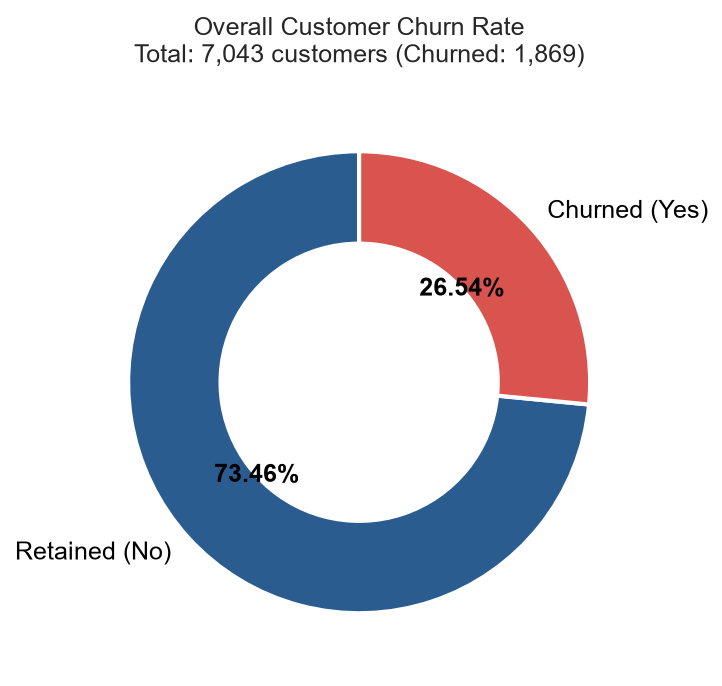 Overall Customer Churn Rate
Total: 7,043 customers (Churned: 1,869)
Churned (Yes)
26.54%
73.46%
Retained (No)